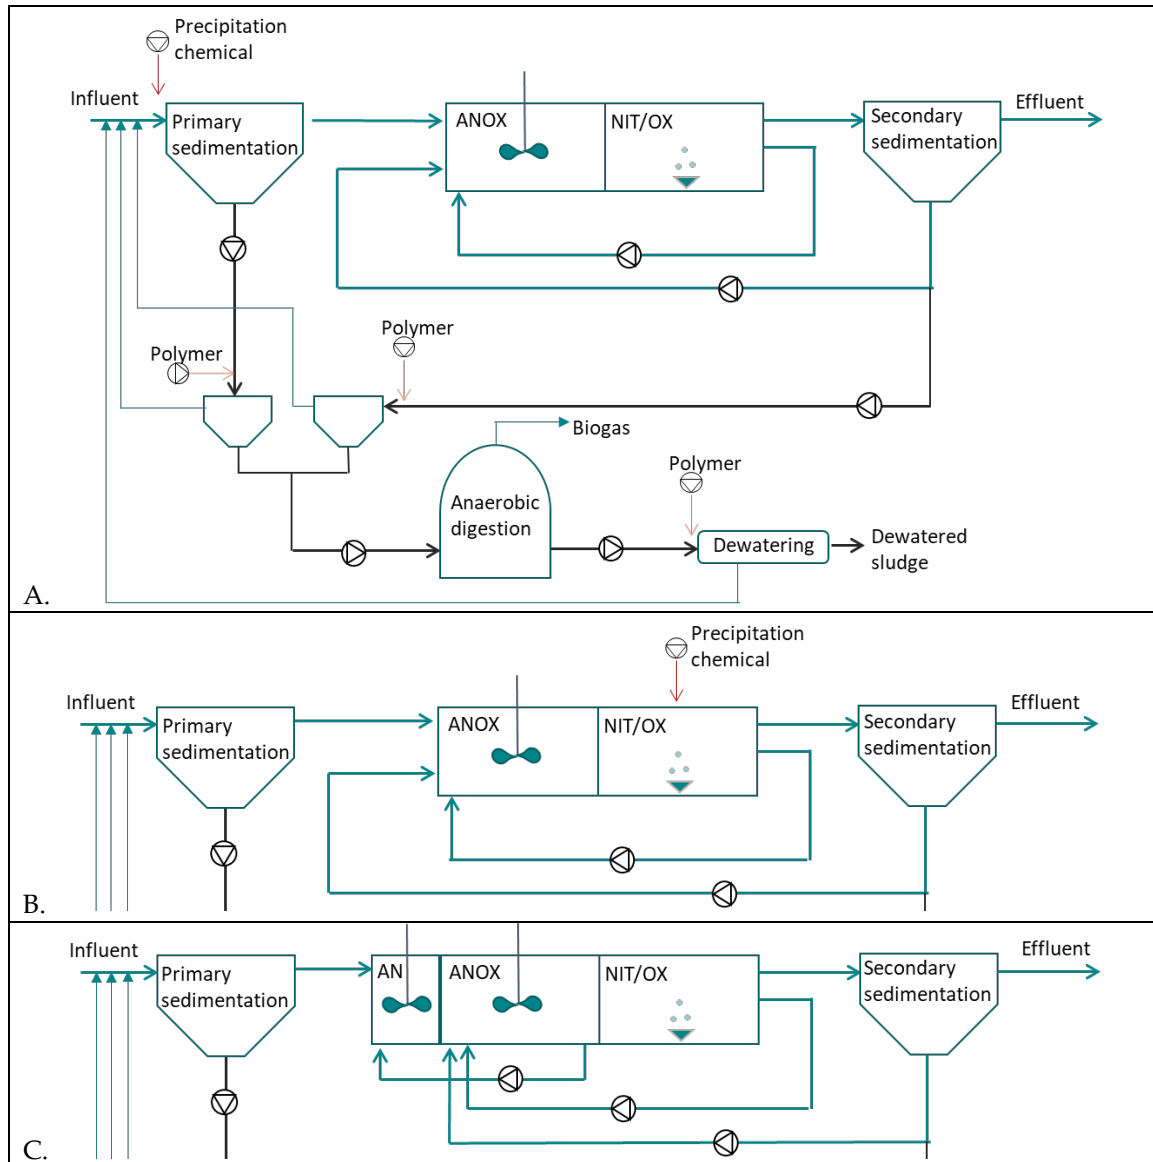 Precipitation
chemical
Influent
Primary
sedimentation
ANOX
NIT/OX
Secondary
sedimentation
Effluent
Polymer
Polymer
Biogas
Anaerobic
digestion
Polymer
Dewatering
Dewatered
sludge
A.
Precipitation
chemical
Influent
Primary
sedimentation
ANOX
NIT/OX
Secondary
sedimentation
Effluent
B.
Influent
Primary
sedimentation
AN
ANOX
NIT/OX
Secondary
sedimentation
Effluent
C.